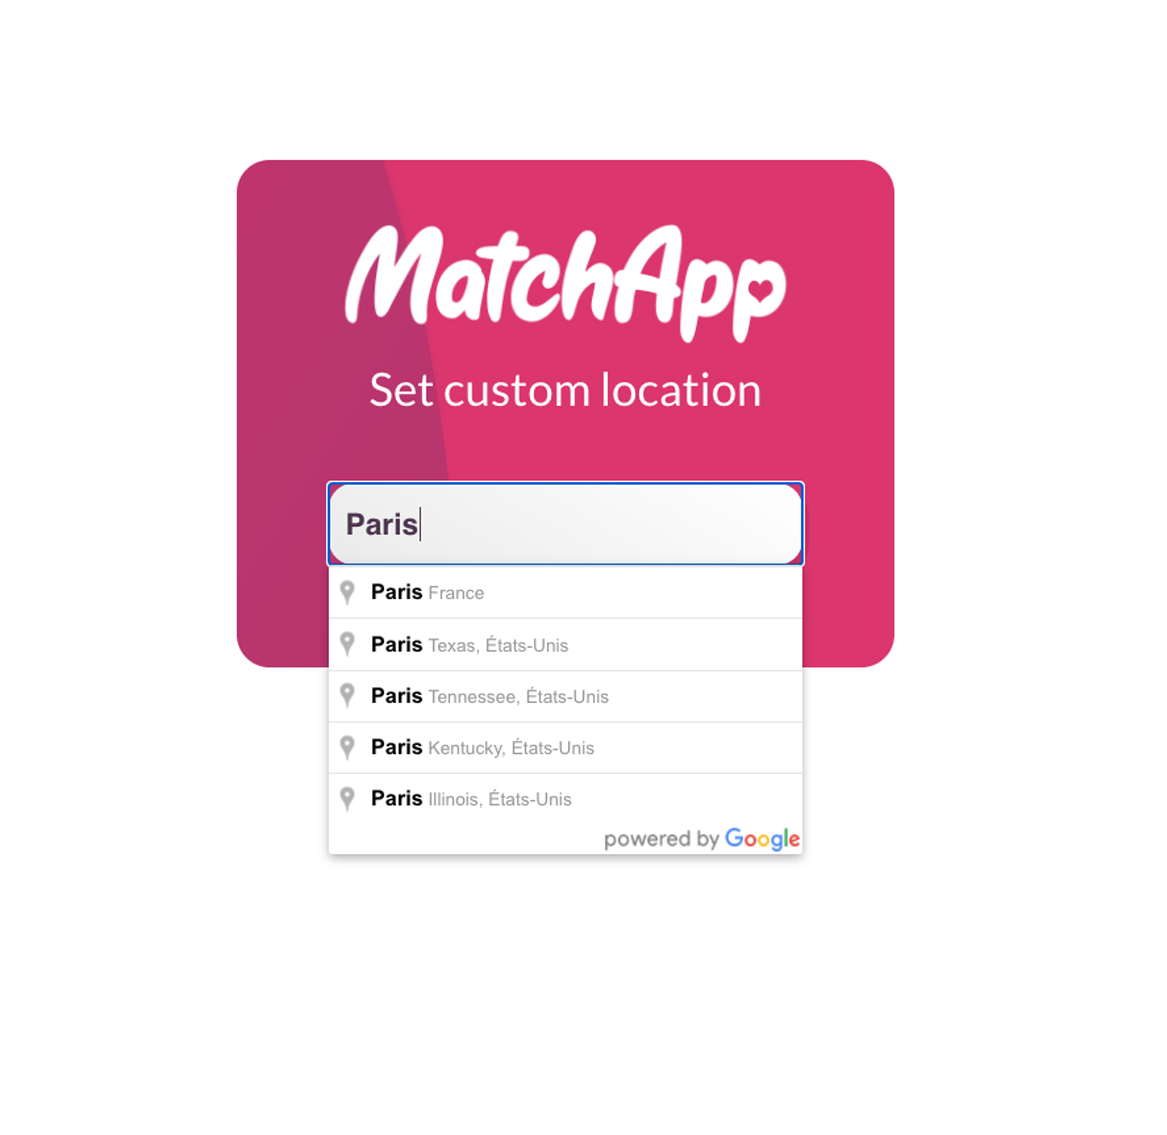 MatchApp
Set custom location
Paris
Paris France
Paris Texas, États-Unis
Paris Tennessee, États-Unis
Paris Kentucky, États-Unis
Paris Illinois, États-Unis
powered by Google